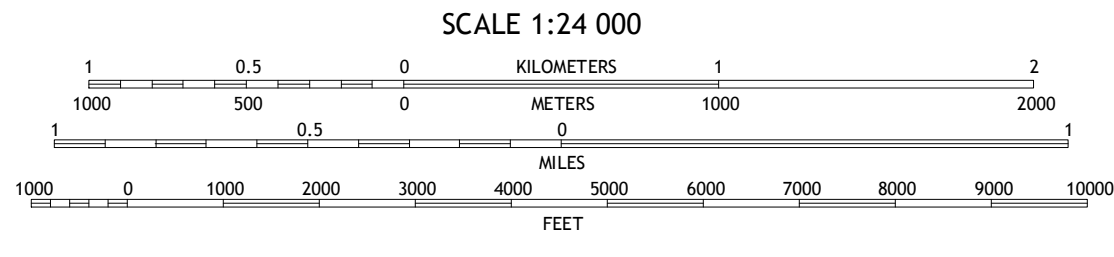 SCALE 1:24 000
1 0.5 0 KILOMETERS 1 2
1000 500 0 METERS 1000 2000
1 0.5 0 1
MILES
1000 0 1000 2000 3000 4000 5000 6000 7000 8000 9000 10000
FEET